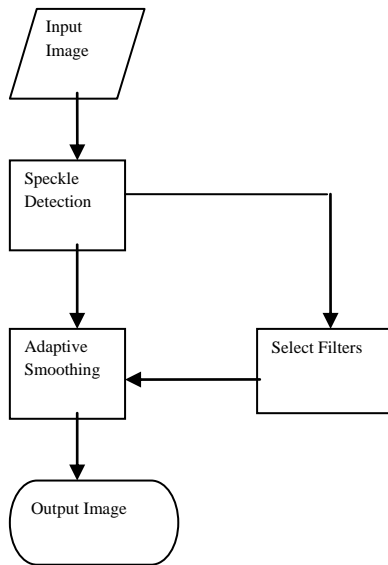 Input
Image
Speckle
Detection
Adaptive
Smoothing
Select Filters
Output Image